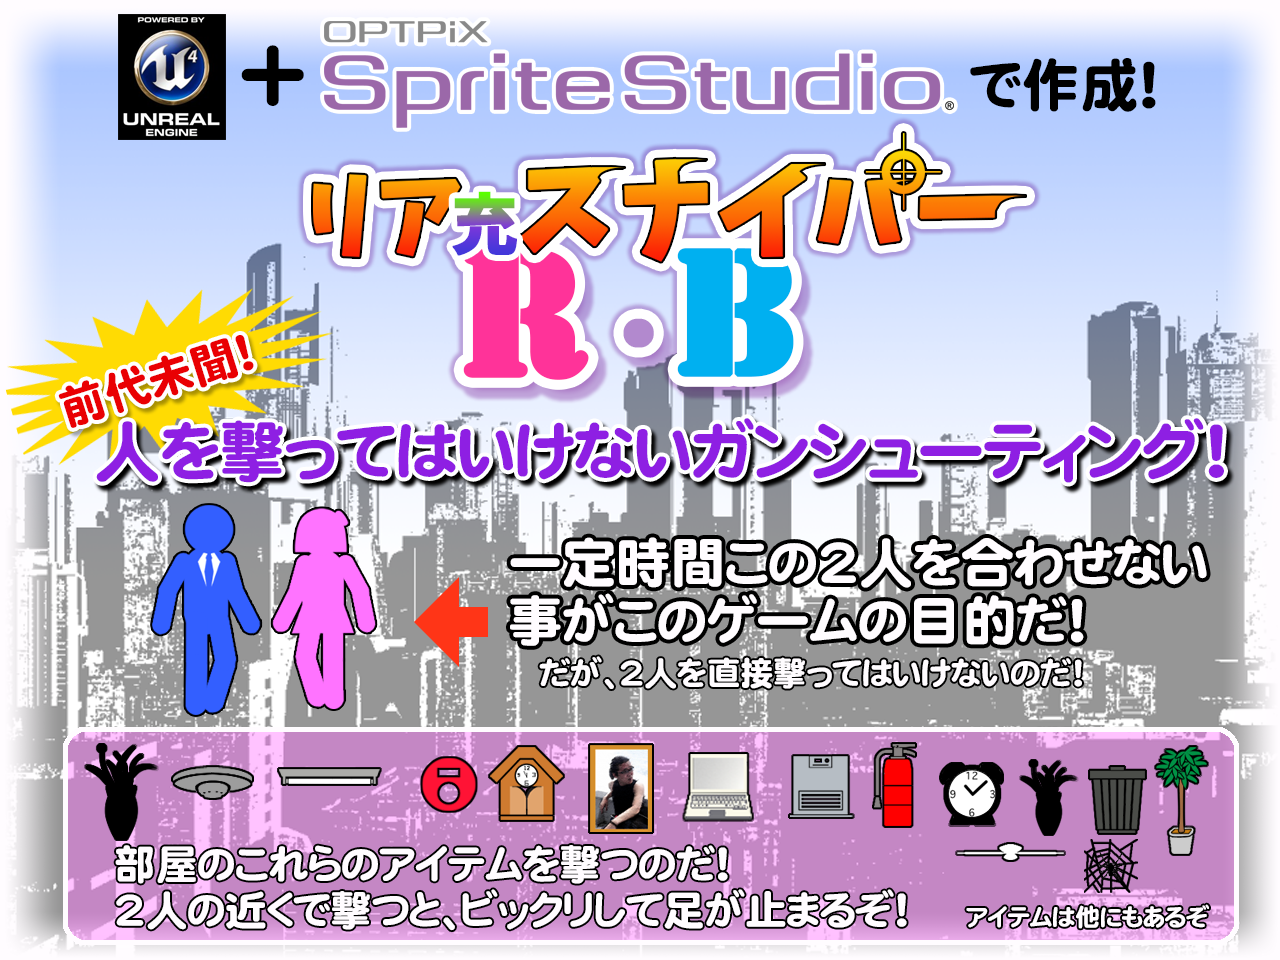 POWERED BY
UNREAL
ENGINE
+
OPTPiX
SpriteStudio®
で作成!
リア充スナイパー
R・B
前代未聞!
人を撃ってはいけないガンシューティング!
一定時間この2人を合わせない
事がこのゲームの目的だ!
だが、2人を直接撃ってはいけないのだ!
部屋のこれらのアイテムを撃つのだ!
2人の近くで撃つと、ビックリして足が止まるぞ!
アイテムは他にもあるぞ